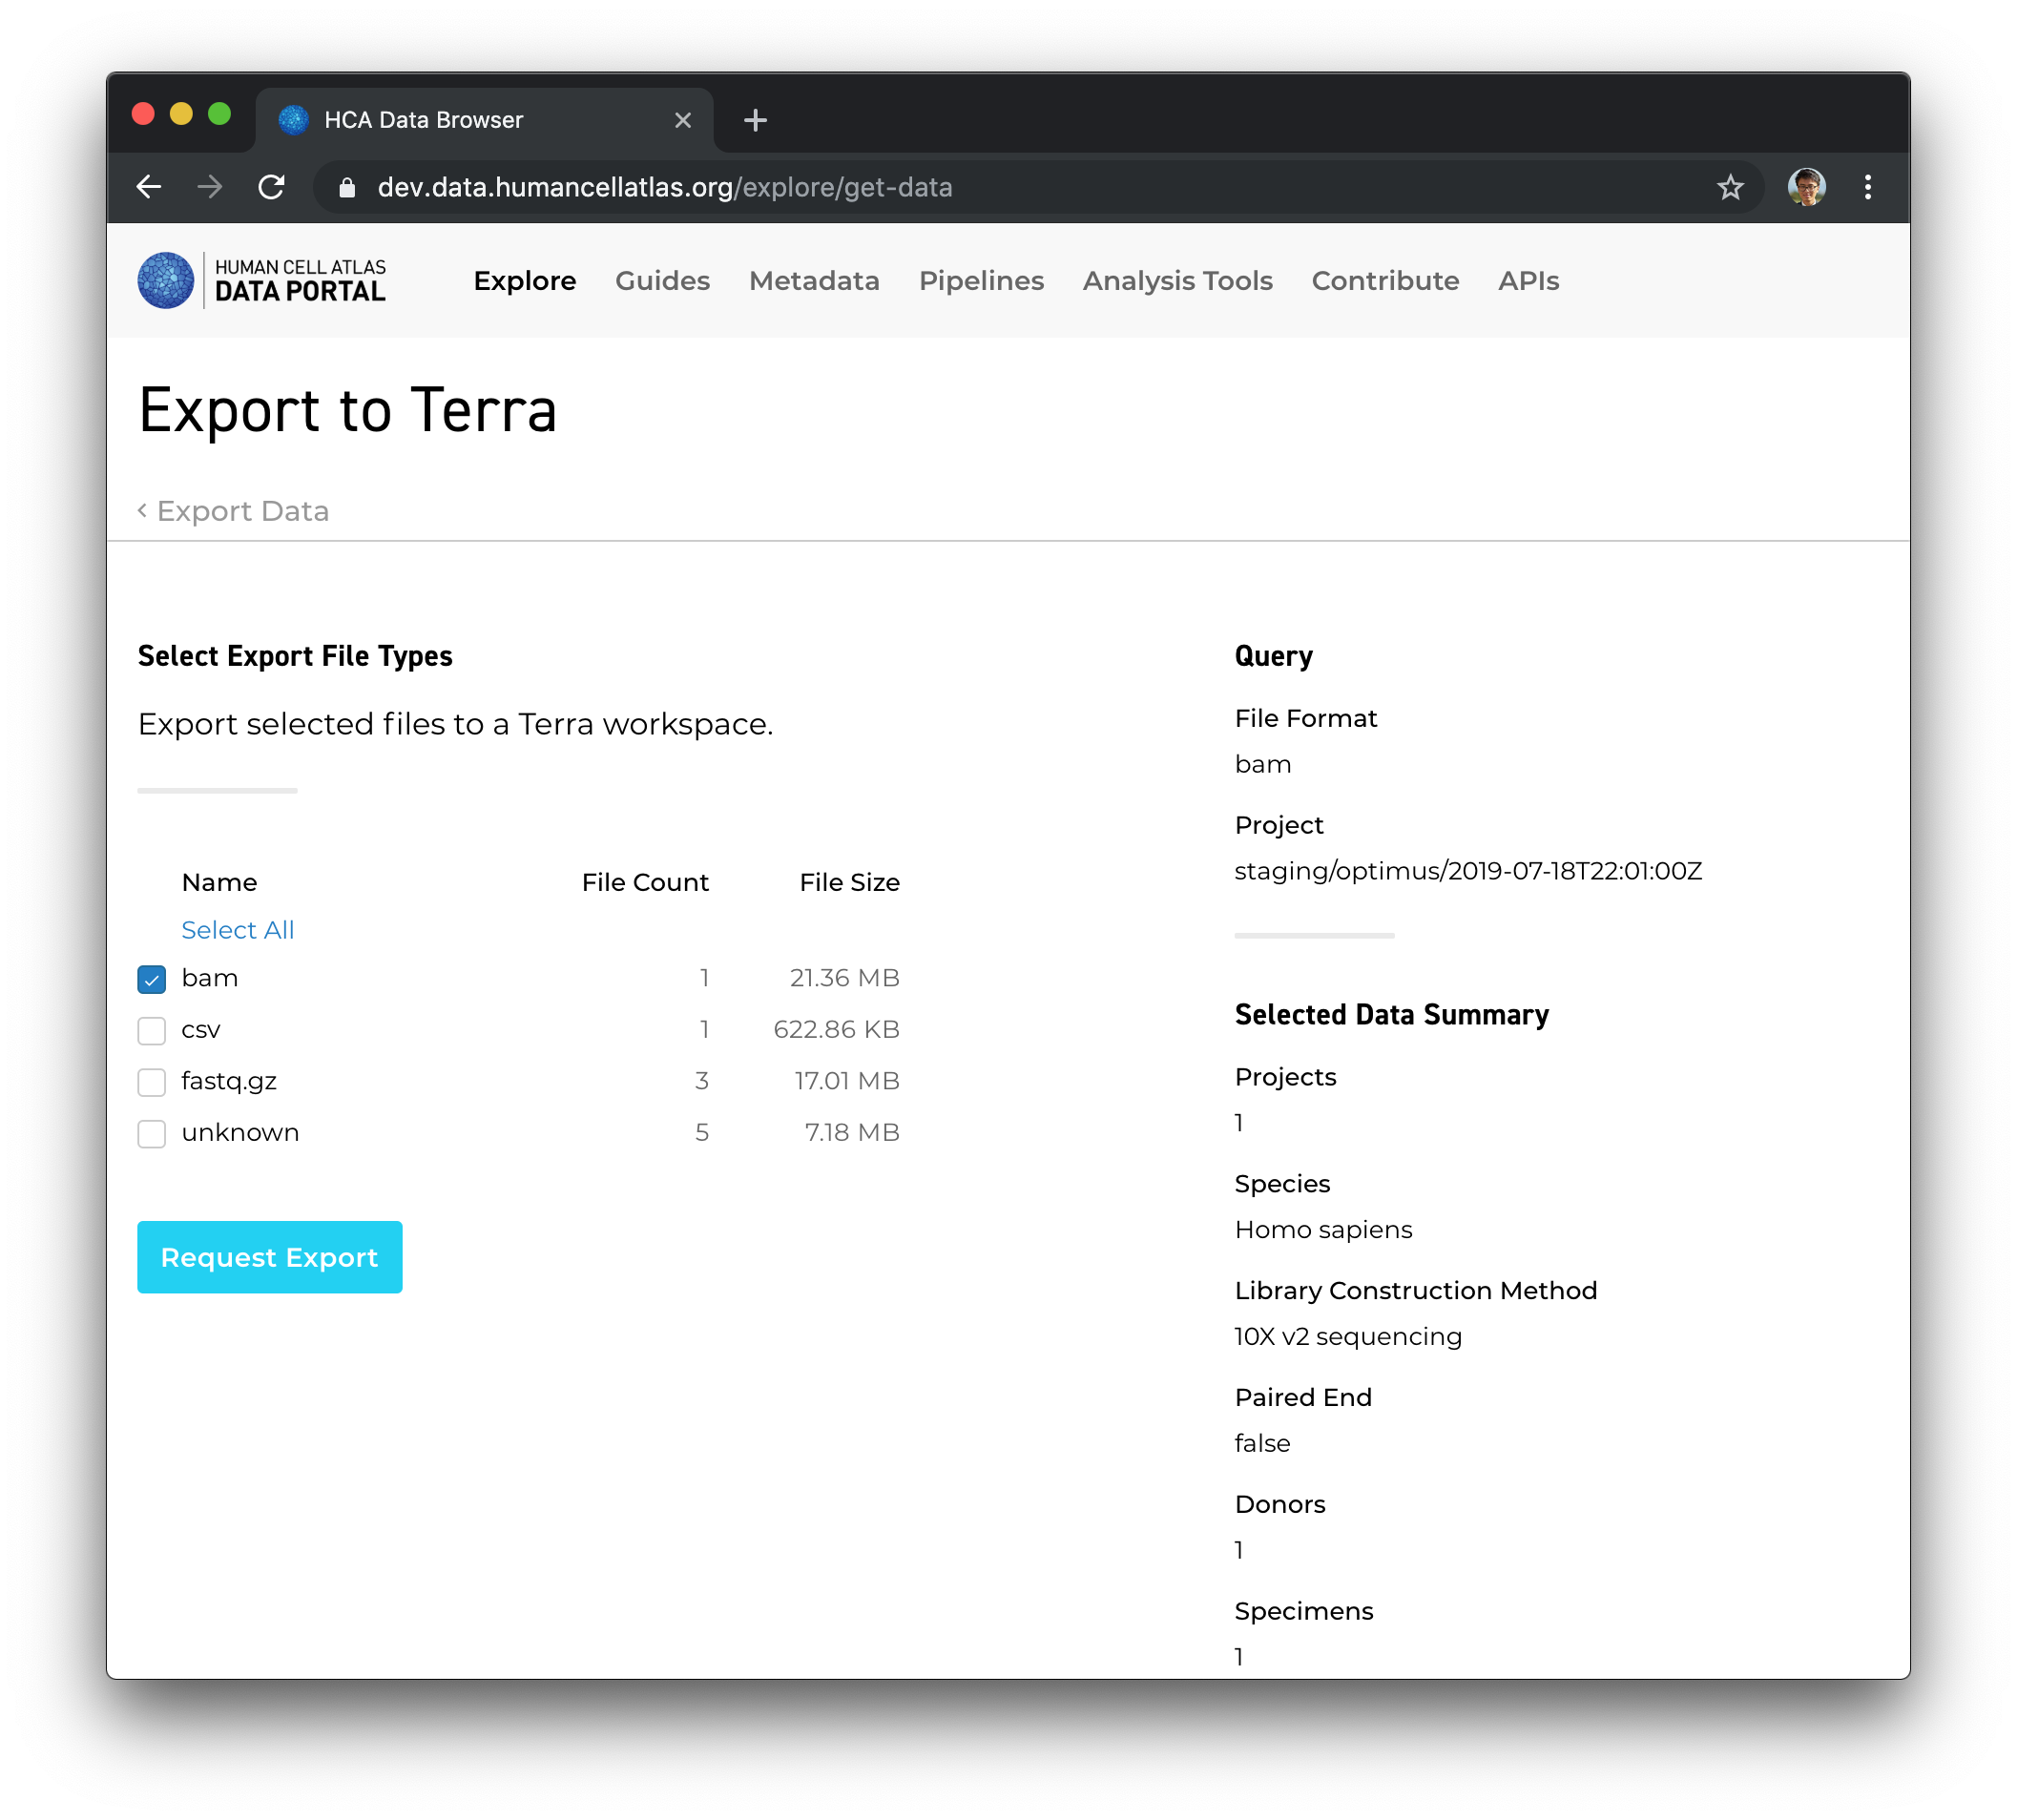 HCA Data Browser
dev.data.humancellatlas.org/explore/get-data
HUMAN CELL ATLAS
DATA PORTAL
Explore Guides Metadata Pipelines Analysis Tools Contribute APIs
Export to Terra
Export Data
Select Export File Types
Export selected files to a Terra workspace.
Name File Count File Size
Select All
bam 1 21.36 MB
csv 1 622.86 KB
fastq.gz 3 17.01 MB
unknown 5 7.18 MB
Request Export
Query
File Format
bam
Project
staging/optimus/2019-07-18T22:01:00Z
Selected Data Summary
Projects
1
Species
Homo sapiens
Library Construction Method
10X v2 sequencing
Paired End
false
Donors
1
Specimens
1